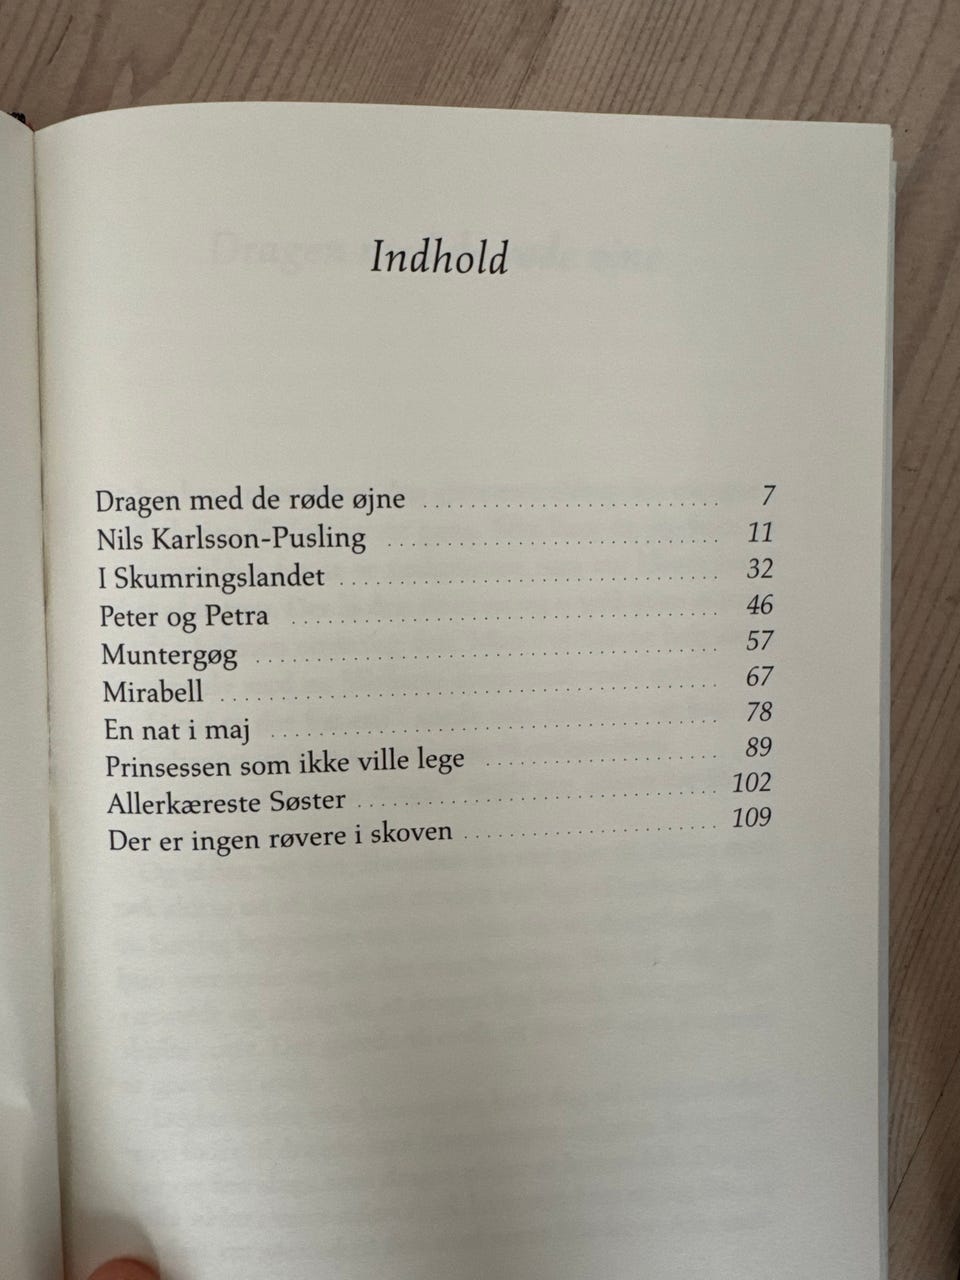 Indhold
Dragen med de røde øjne 7
Nils Karlsson-Pusling 11
I Skumringslandet 32
Peter og Petra 46
Muntergøg 57
Mirabell 67
En nat i maj 78
Prinsessen som ikke ville lege 89
Allerkæreste Søster 102
Der er ingen røvere i skoven 109